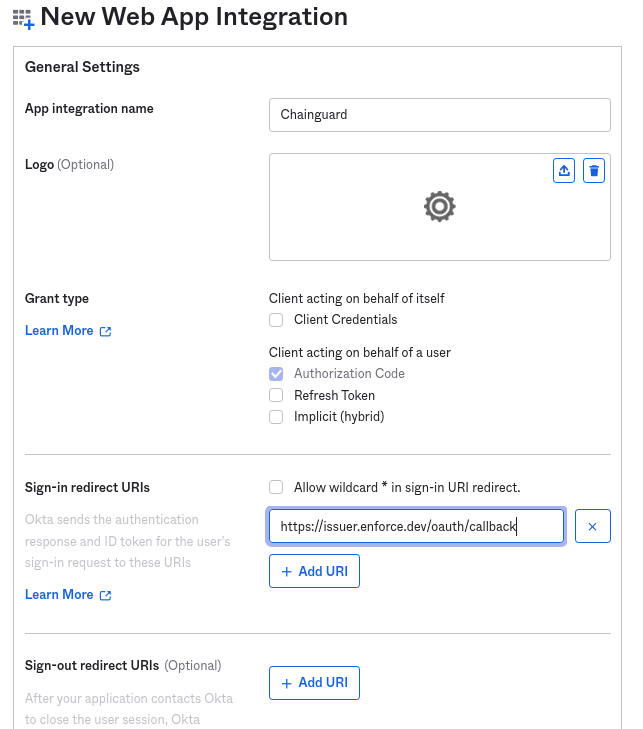 New Web App Integration
General Settings
App integration name
Chainguard
Logo (Optional)
Grant type
Learn More
Client acting on behalf of itself
Client Credentials
Client acting on behalf of a user
Authorization Code
Refresh Token
Implicit (hybrid)
Sign-in redirect URIs
Okta sends the authentication
response and ID token for the user's
sign-in request to these URIs
Learn More
Allow wildcard * in sign-in URI redirect.
https://issuer.enforce.dev/oauth/callback
+ Add URI
Sign-out redirect URIs (Optional)
After your application contacts Okta
to close the user session, Okta
+ Add URI